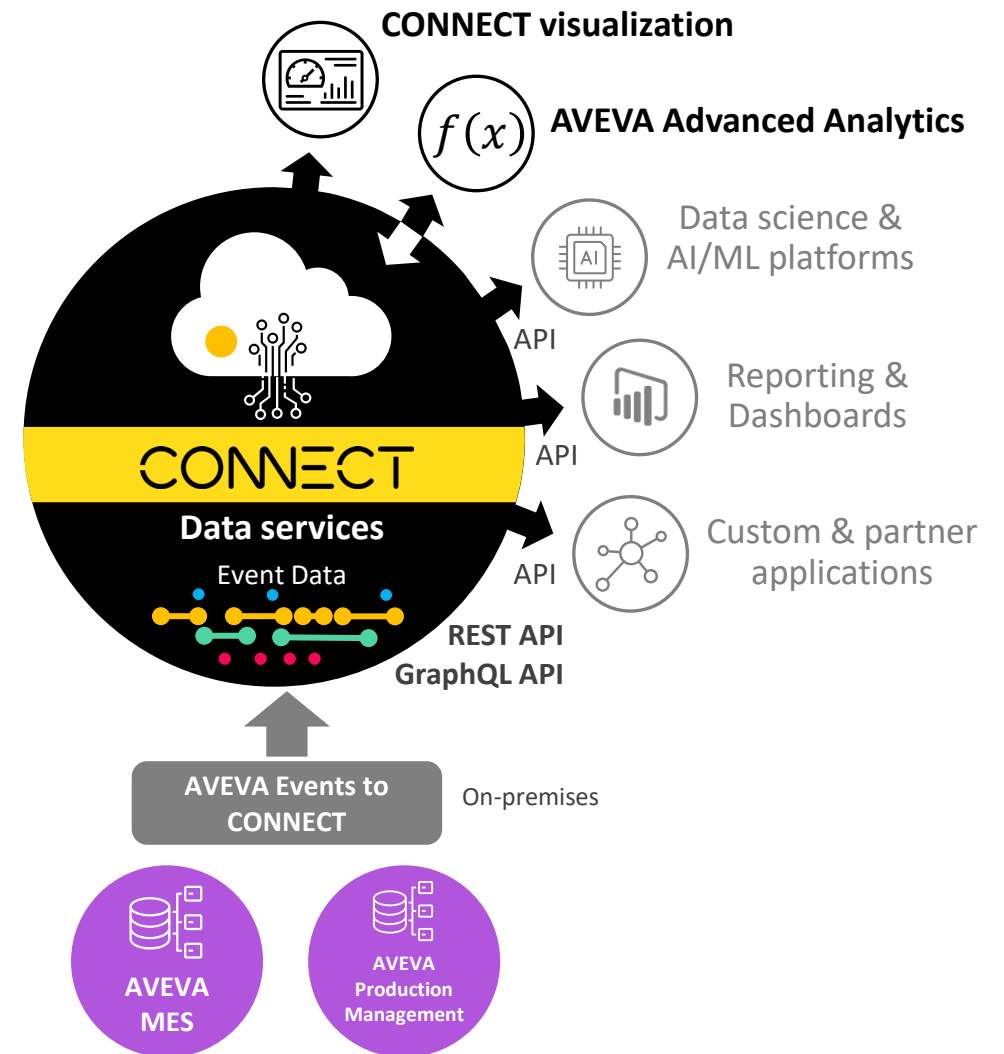 CONNECT visualization
f(x)
AVEVA Advanced Analytics
Data science &
AI/ML platforms
AI
API
Reporting &
Dashboards
API
CONNECT
Data services
Event Data
Custom & partner
applications
API
REST API
GraphQL API
AVEVA Events to
CONNECT
On-premises
AVEVA
MES
AVEVA
Production
Management